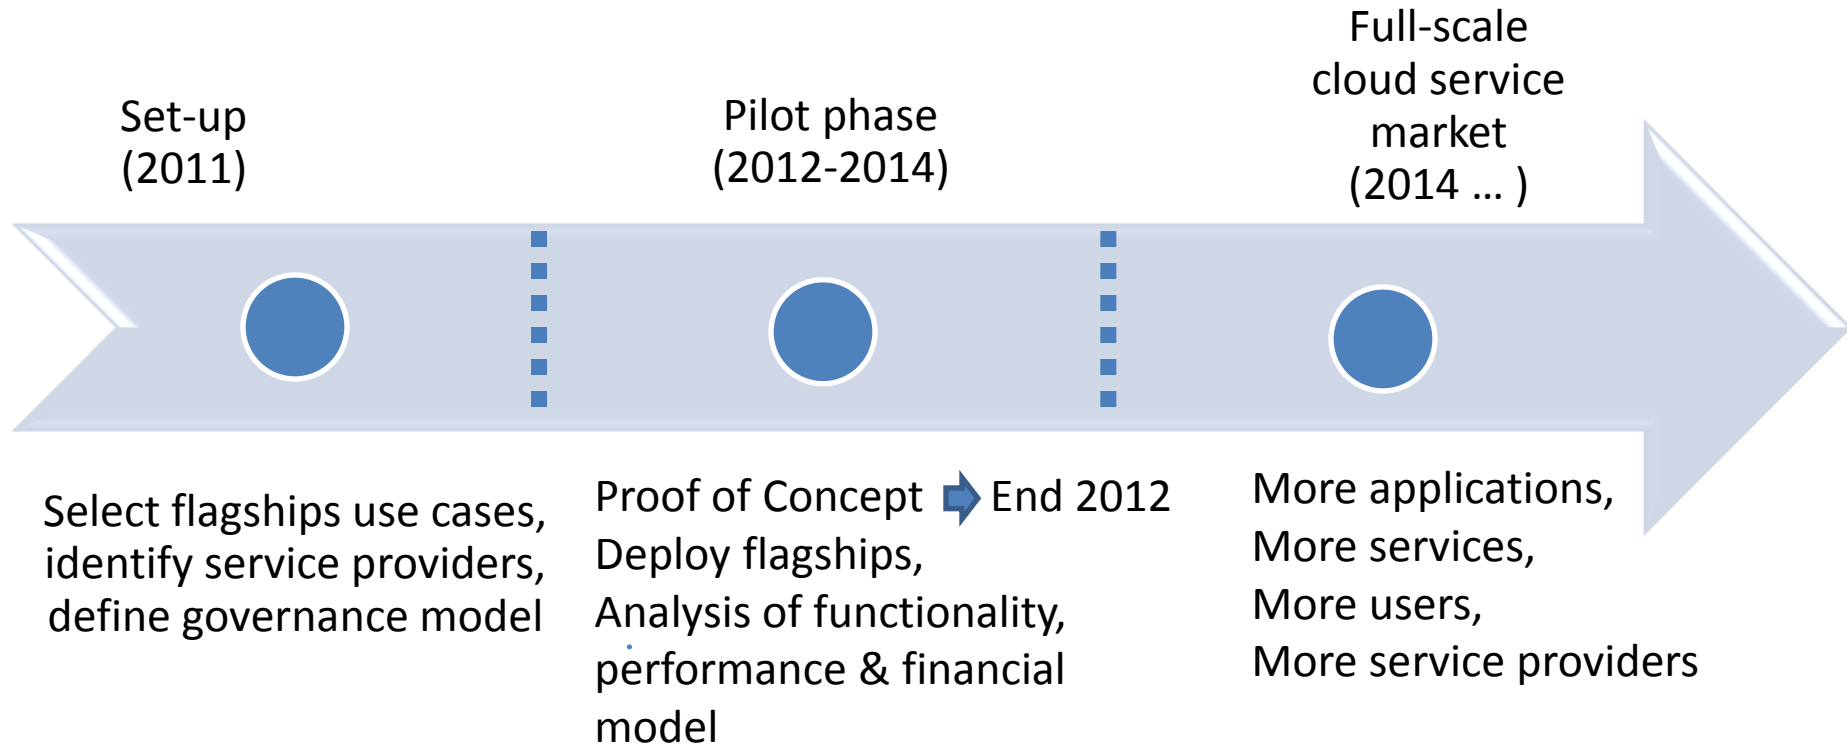 Set-up
(2011)
Pilot phase
(2012-2014)
Full-scale
cloud service
market
(2014 ... )
Select flagships use cases,
identify service providers,
define governance model
Proof of Concept End 2012
Deploy flagships,
Analysis of functionality,
performance & financial
model
More applications,
More services,
More users,
More service providers